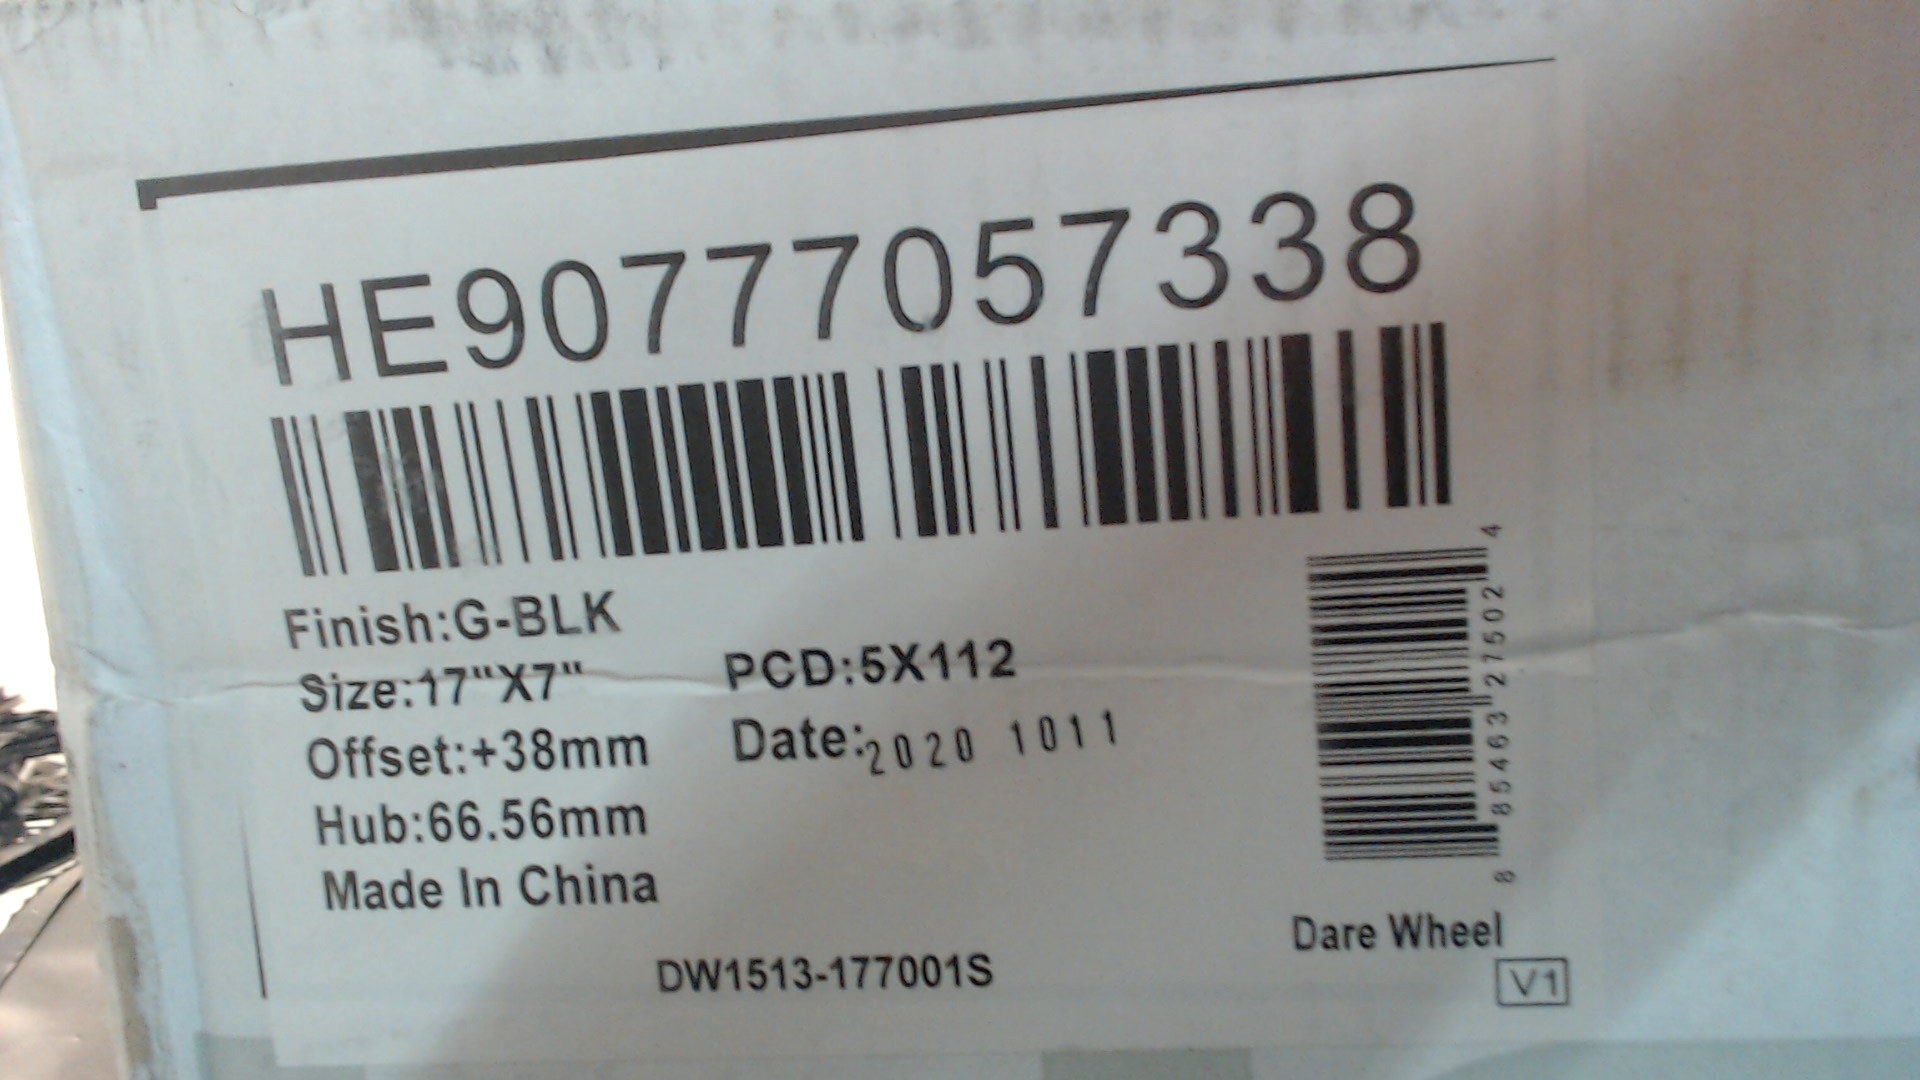 HE90777057338
Finish:G-BLK
Size:17"X7"
PCD:5X112
Offset:+38mm
Date:2020 1011
Hub:66.56mm
Made In China
8 85463 27502 4
Dare Wheel
DW1513-177001S
V1